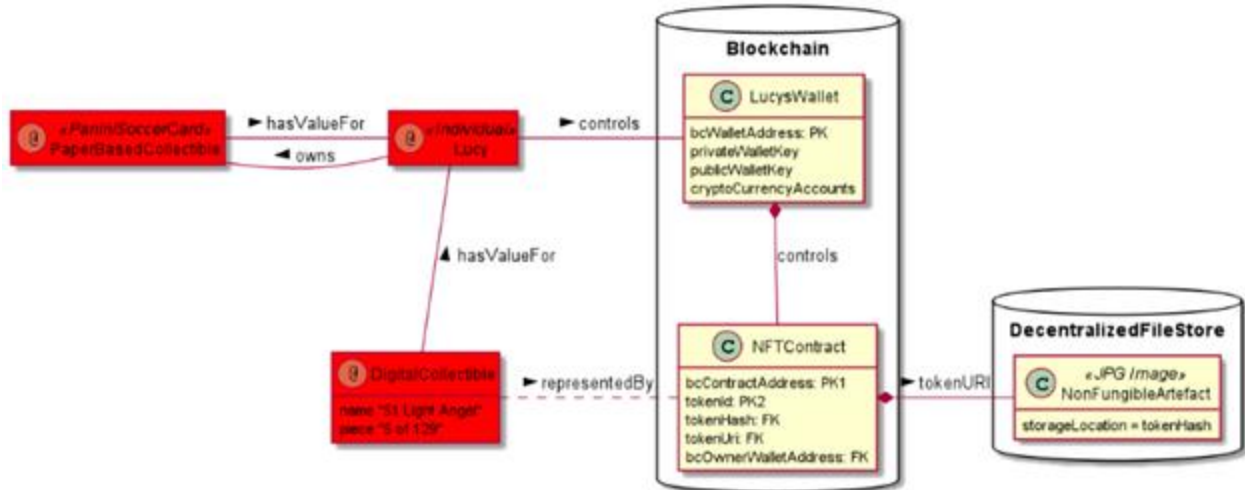 Blockchain
C LucysWallet
bcWalletAddress: PK
privateWalletKey
publicWalletKey
cryptoCurrencyAccounts
@ «PaniniSoccerCard»
PaperBasedCollectible
hasValueFor
owns
@ «Individual»
Lucy
controls
hasValueFor
controls
@ DigitalCollectible
name "51 Light Angel"
piece "5 of 129"
representedBy
C NFTContract
bcContractAddress: PK1
tokenId: PK2
tokenHash: FK
tokenUri: FK
bcOwnerWalletAddress: FK
tokenURI
DecentralizedFileStore
C «JPG Image»
NonFungibleArtefact
storageLocation = tokenHash